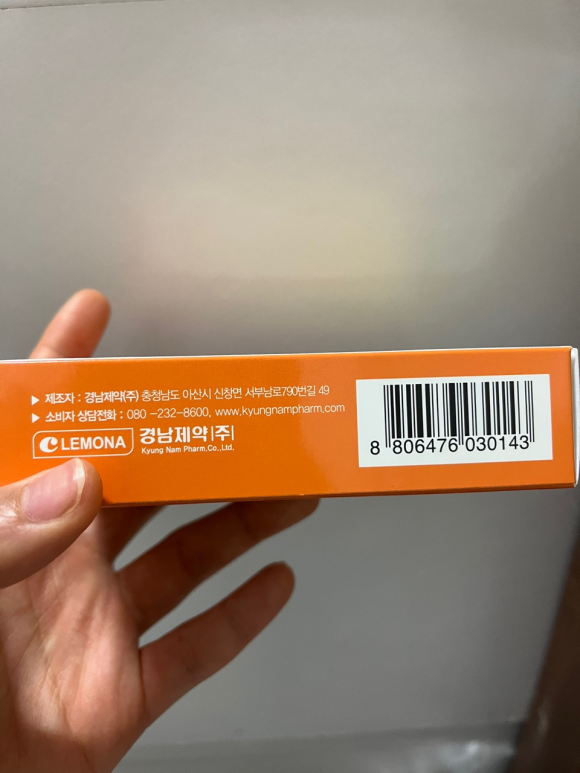 ▶ 제조자 : 경남제약(주) 충청남도 아산시 신창면 서부남로790번길 49
▶ 소비자 상담전화 : 080 -232-8600, www.kyungnampharm.com
LEMONA 경남제약(주)
Kyung Nam Pharm.Co.,Ltd.
8 806476 030143